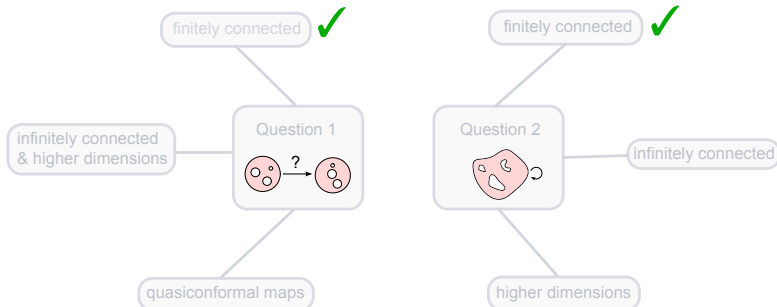 finitely connected
finitely connected
Question 1
?
Question 2
infinitely connected
& higher dimensions
infinitely connected
quasiconformal maps
higher dimensions